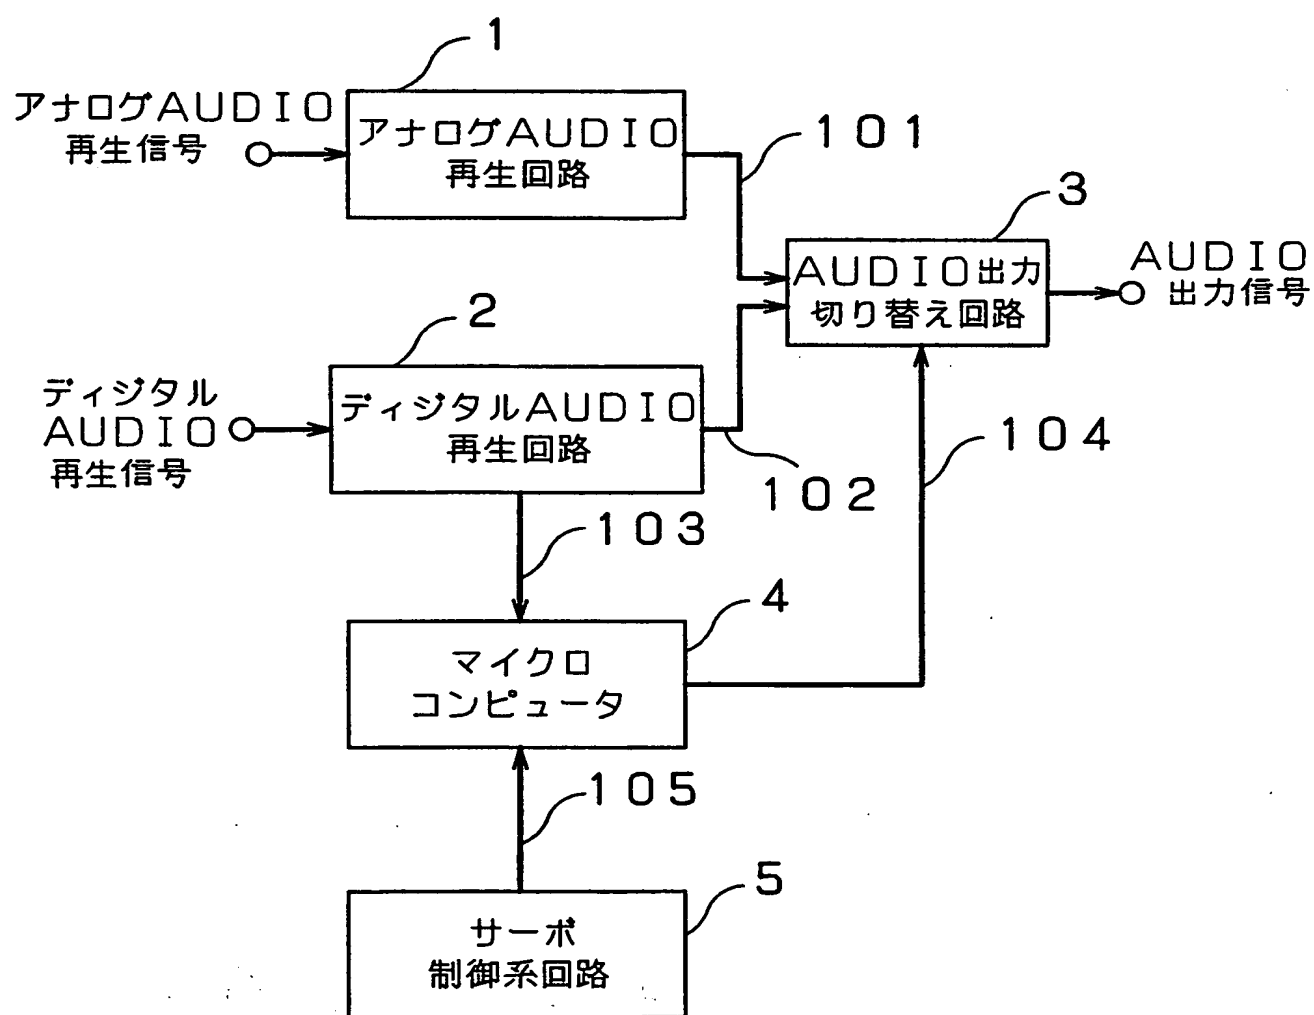 1
アナログAUDIO
再生信号
アナログAUDIO
再生回路
101
3
AUDIO出力
切り替え回路
AUDIO
出力信号
2
ディジタル
AUDIO
再生信号
ディジタルAUDIO
再生回路
102
104
103
4
マイクロ
コンピュータ
105
5
サーボ
制御系回路